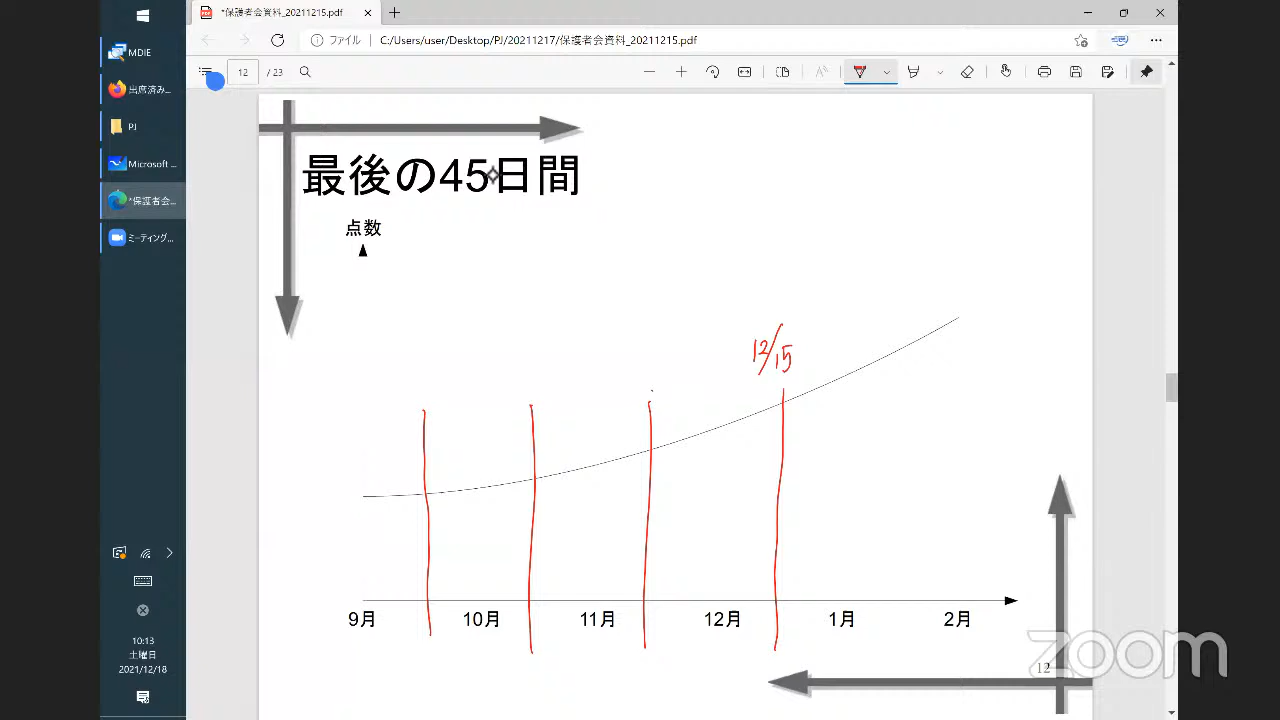 *保護者会資料_20211215.pdf
ファイル
C:/Users/user/Desktop/PJ/20211217/保護者会資料_20211215.pdf
12 / 23
MDIE
出席済み...
PJ
Microsoft ...
*保護者会...
ミーティング...
最後の45日間
点数
12/15
9月 10月 11月 12月 1月 2月
12
zoom
10:13
土曜日
2021/12/18